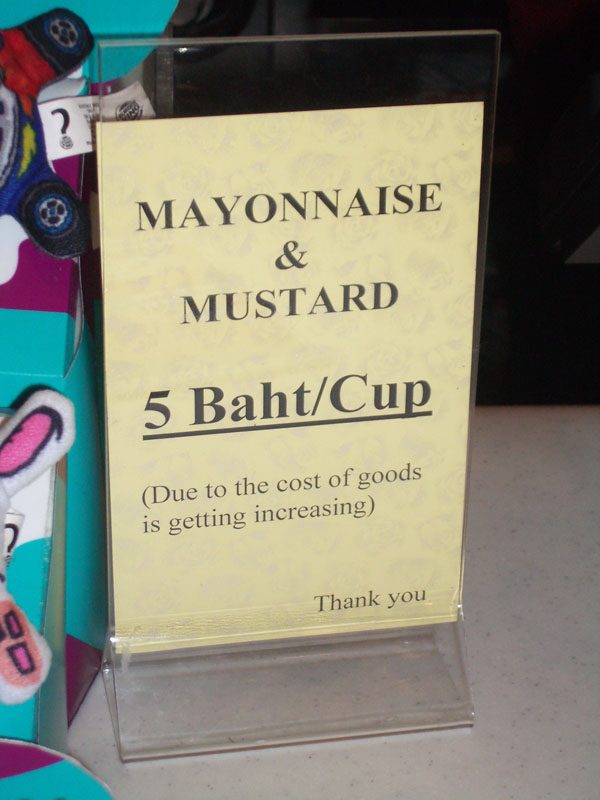 MAYONNAISE
&
MUSTARD
5 Baht/Cup
(Due to the cost of goods
is getting increasing)
Thank you
?